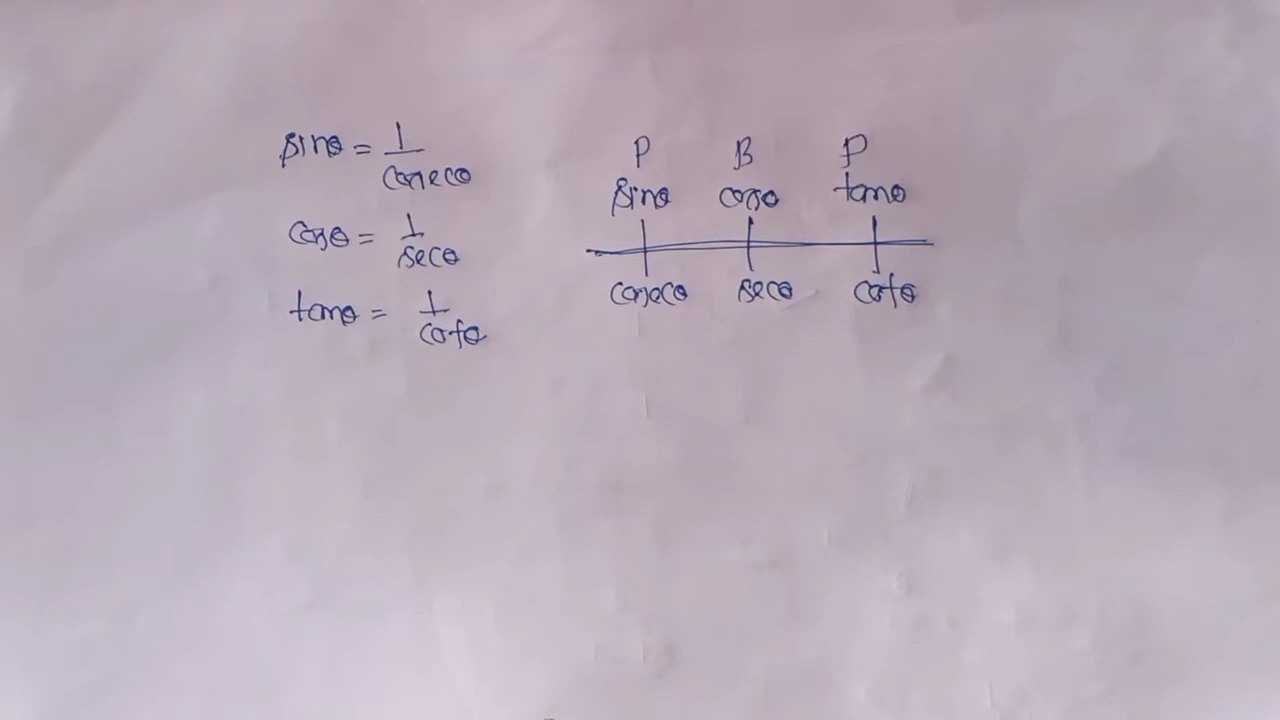 sinθ = 1/cosecθ
cosθ = 1/secθ
tanθ = 1/cotθ
P B P
sinθ cosθ tanθ
cosecθ secθ cotθ